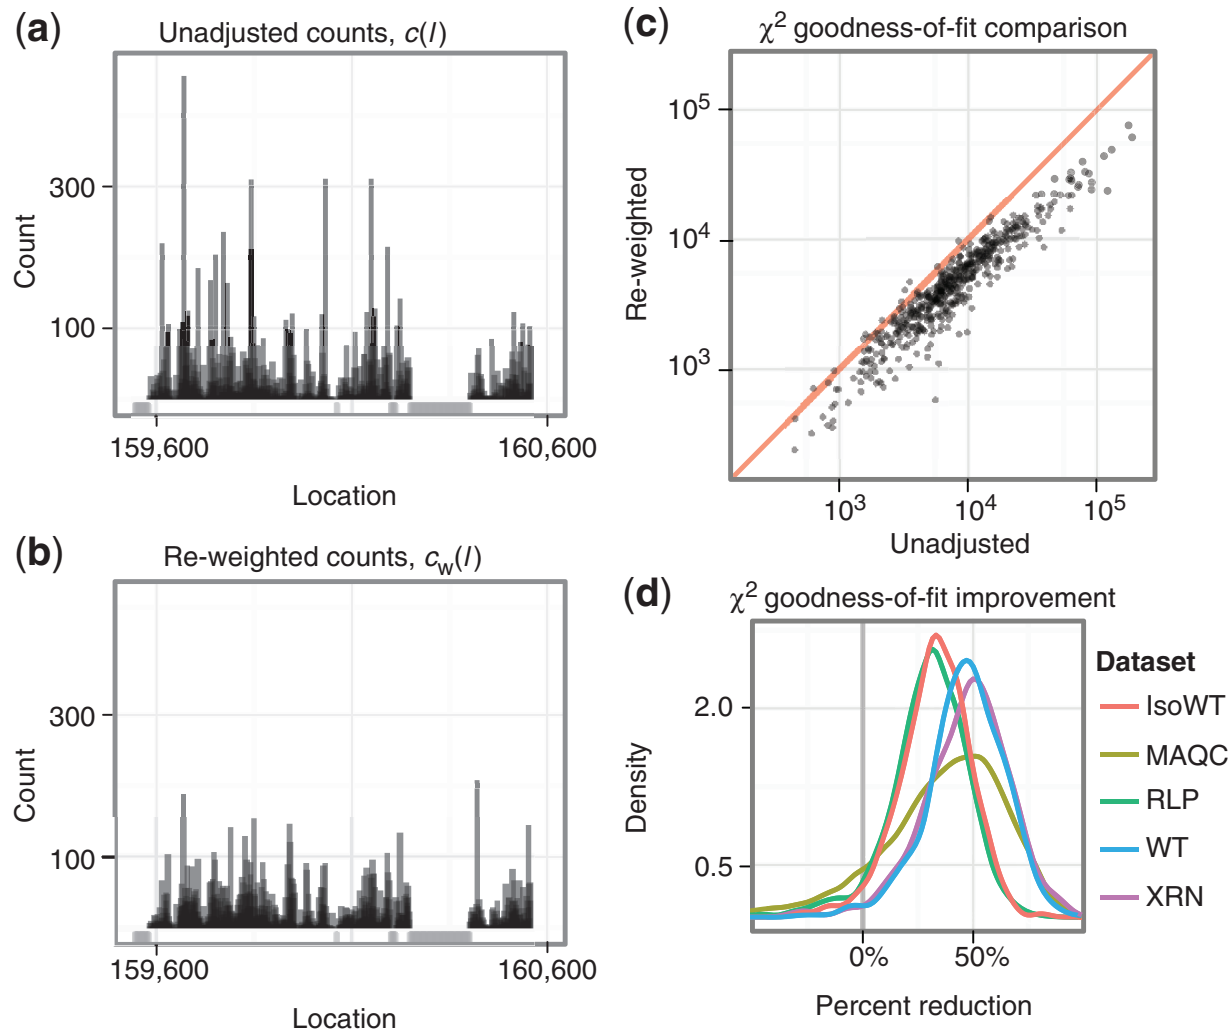 (a)
Unadjusted counts, c(l)
Count
300
100
159,600
160,600
Location
(b)
Re-weighted counts, c_w(l)
Count
300
100
159,600
160,600
Location
(c)
χ² goodness-of-fit comparison
Re-weighted
10⁵
10⁴
10³
10³
10⁴
10⁵
Unadjusted
(d)
χ² goodness-of-fit improvement
Density
2.0
0.5
0%
50%
Percent reduction
Dataset
IsoWT
MAQC
RLP
WT
XRN